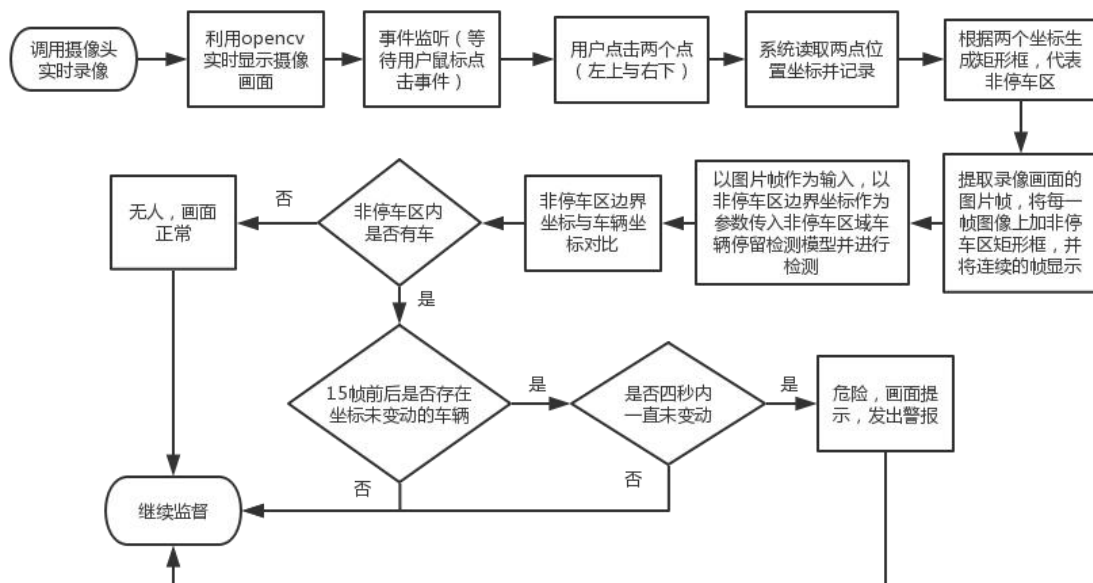 调用摄像头
实时录像
利用opencv
实时显示摄像
画面
事件监听（等
待用户鼠标点
击事件）
用户点击两个点
（左上与右下）
系统读取两点位
置坐标并记录
根据两个坐标生
成矩形框，代表
非停车区
提取录像画面的
图片帧，将每一
帧图像上加非停
车区矩形框，并
将连续的帧显示
以图片帧作为输入，以
非停车区边界坐标作为
参数传入非停车区域车
辆停留检测模型并进行
检测
非停车区边界
坐标与车辆坐
标对比
非停车区内
是否有车
否
无人，画面
正常
是
15帧前后是否存在
坐标未变动的车辆
是
是否四秒内
一直未变动
是
危险，画面提
示，发出警报
否
否
继续监督